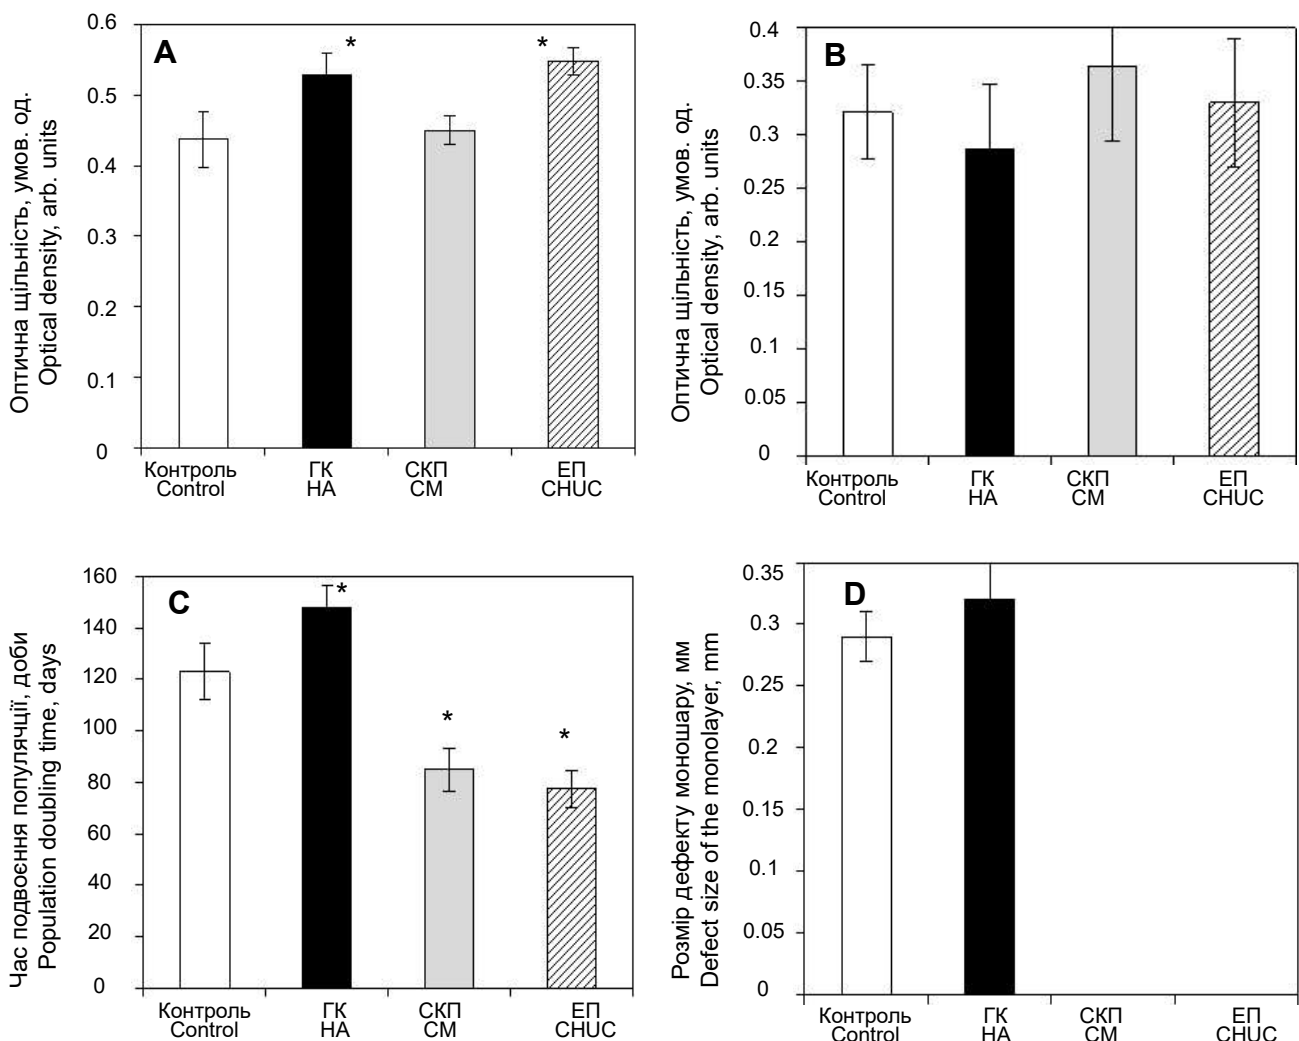 Оптична щільність, умов. од.
Optical density, arb. units
0.6
0.5
0.4
0.3
0.2
0.1
0
A
*
*
Контроль
Control
ГК
HA
СКП
CM
ЕП
CHUC
Оптична щільність, умов. од.
Optical density, arb. units
0.4
0.35
0.3
0.25
0.2
0.15
0.1
0.05
0
B
Контроль
Control
ГК
HA
СКП
CM
ЕП
CHUC
Час подвоєння популячції, доби
Population doubling time, days
160
140
120
100
80
60
40
20
0
C
*
*
*
Контроль
Control
ГК
HA
СКП
CM
ЕП
CHUC
Розмір дефекту моношару, мм
Defect size of the monolayer, mm
0.35
0.3
0.25
0.2
0.15
0.1
0.05
0
D
Контроль
Control
ГК
HA
СКП
CM
ЕП
CHUC